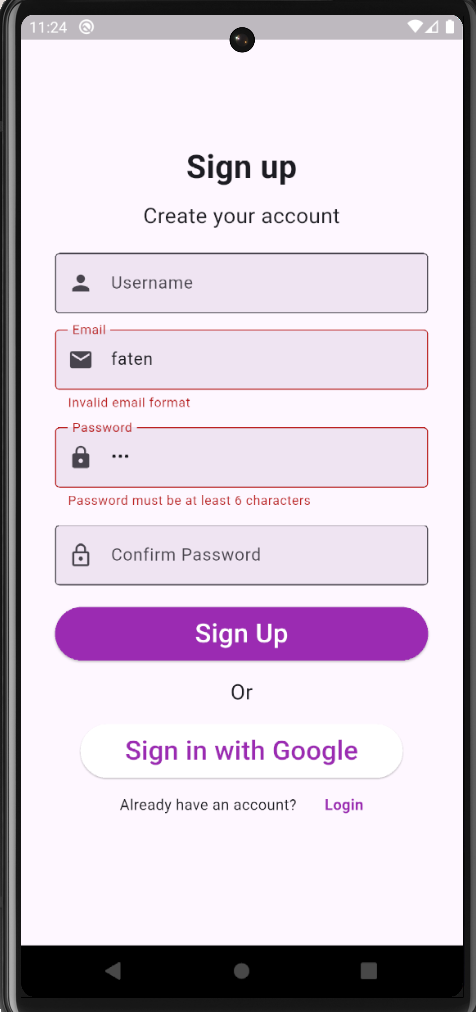 11:24
Sign up
Create your account
Username
Email
faten
Invalid email format
Password
•••
Password must be at least 6 characters
Confirm Password
Sign Up
Or
Sign in with Google
Already have an account? Login